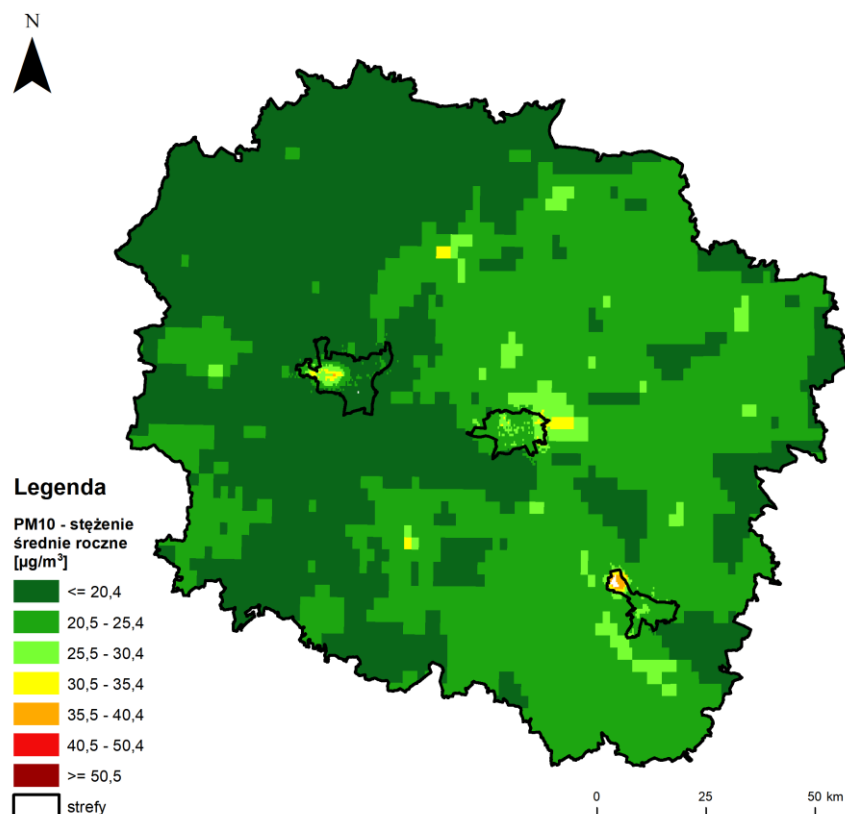 N
Legenda
PM10 - stężenie
średnie roczne
[µg/m³]
<= 20,4
20,5 - 25,4
25,5 - 30,4
30,5 - 35,4
35,5 - 40,4
40,5 - 50,4
>= 50,5
strefy
0 25 50 km